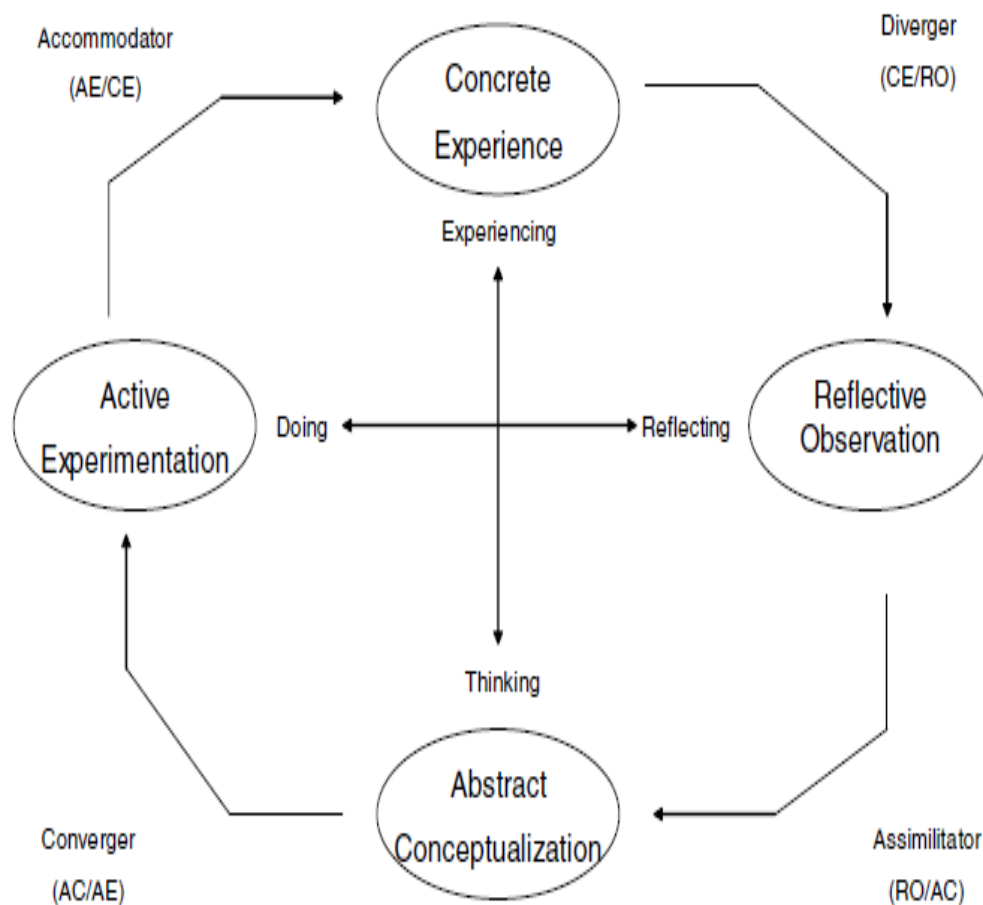 Accommodator
(AE/CE)
Concrete
Experience
Diverger
(CE/RO)
Experiencing
Active
Experimentation
Doing
Reflecting
Reflective
Observation
Thinking
Converger
(AC/AE)
Abstract
Conceptualization
Assimilitator
(RO/AC)